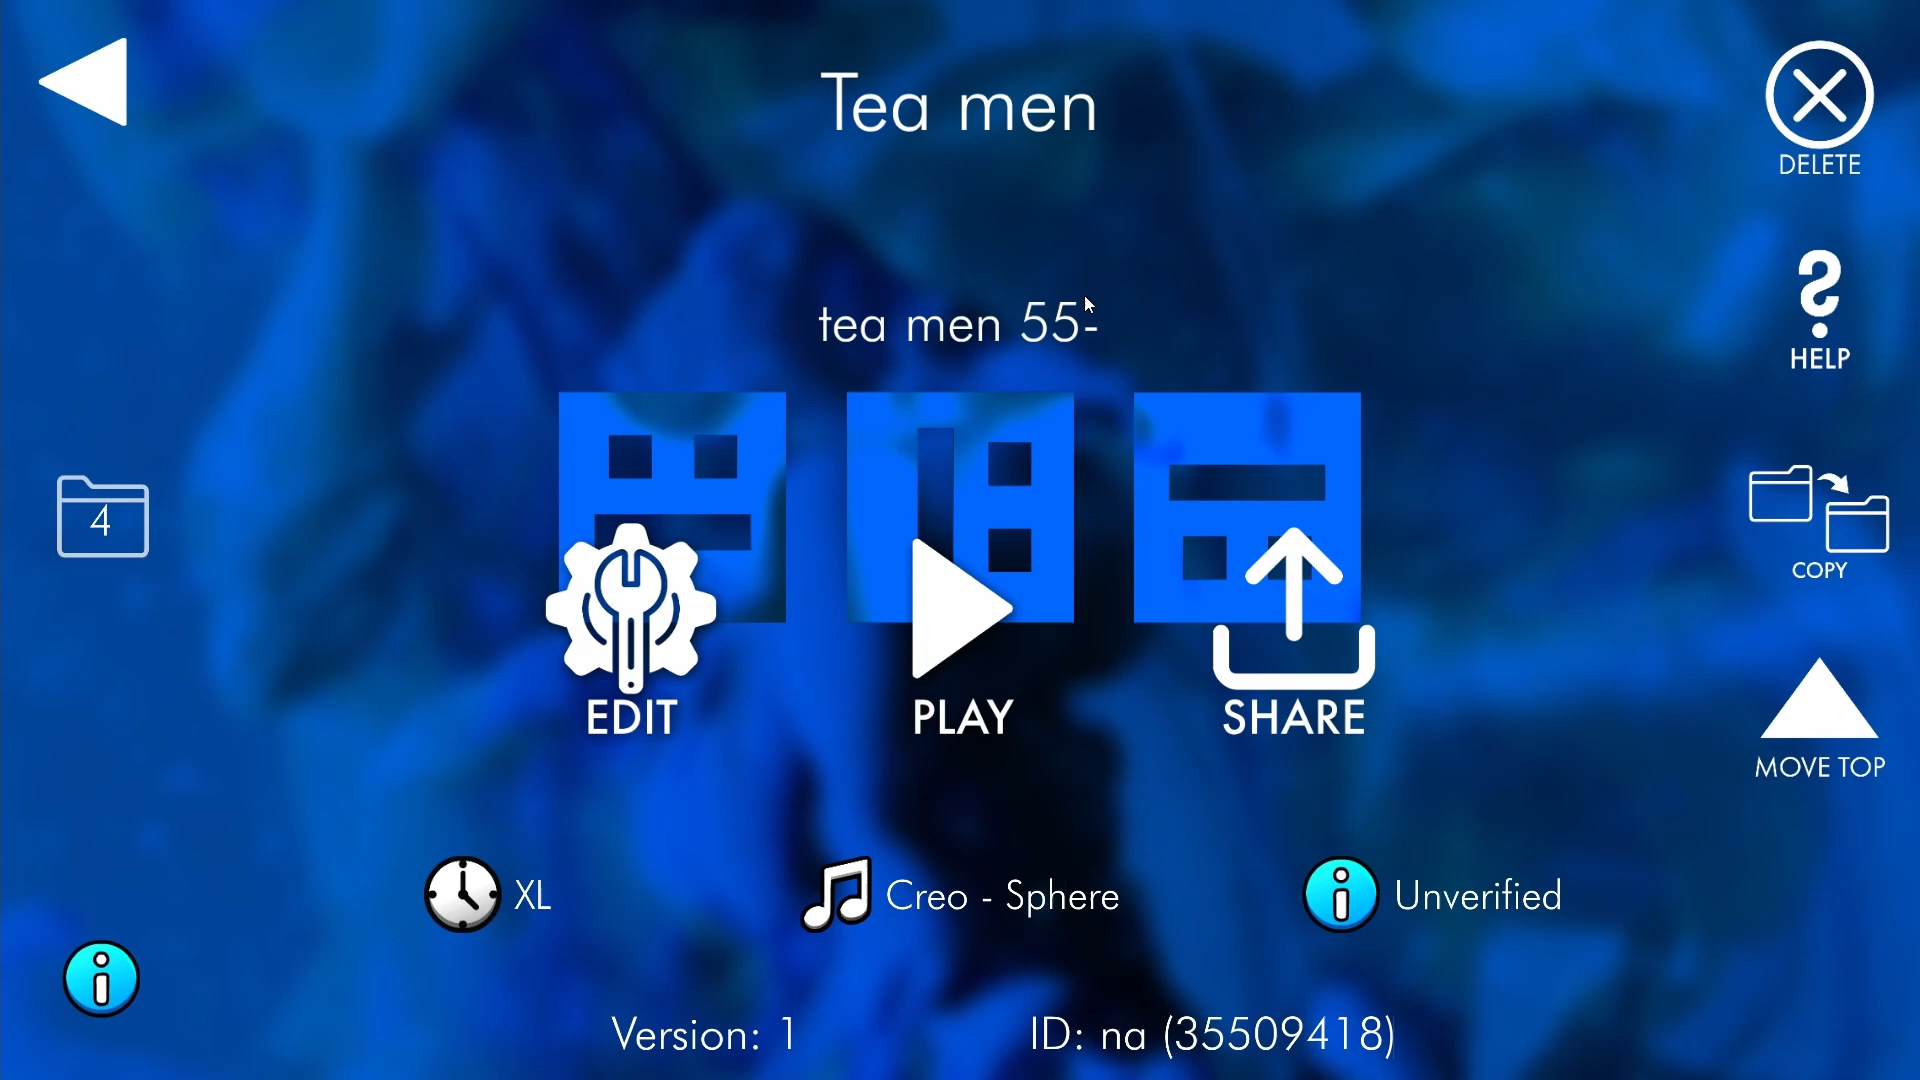 Tea men
DELETE
tea men 55-
HELP
4
COPY
EDIT
PLAY
SHARE
MOVE TOP
XL
Creo - Sphere
Unverified
Version: 1
ID: na (35509418)